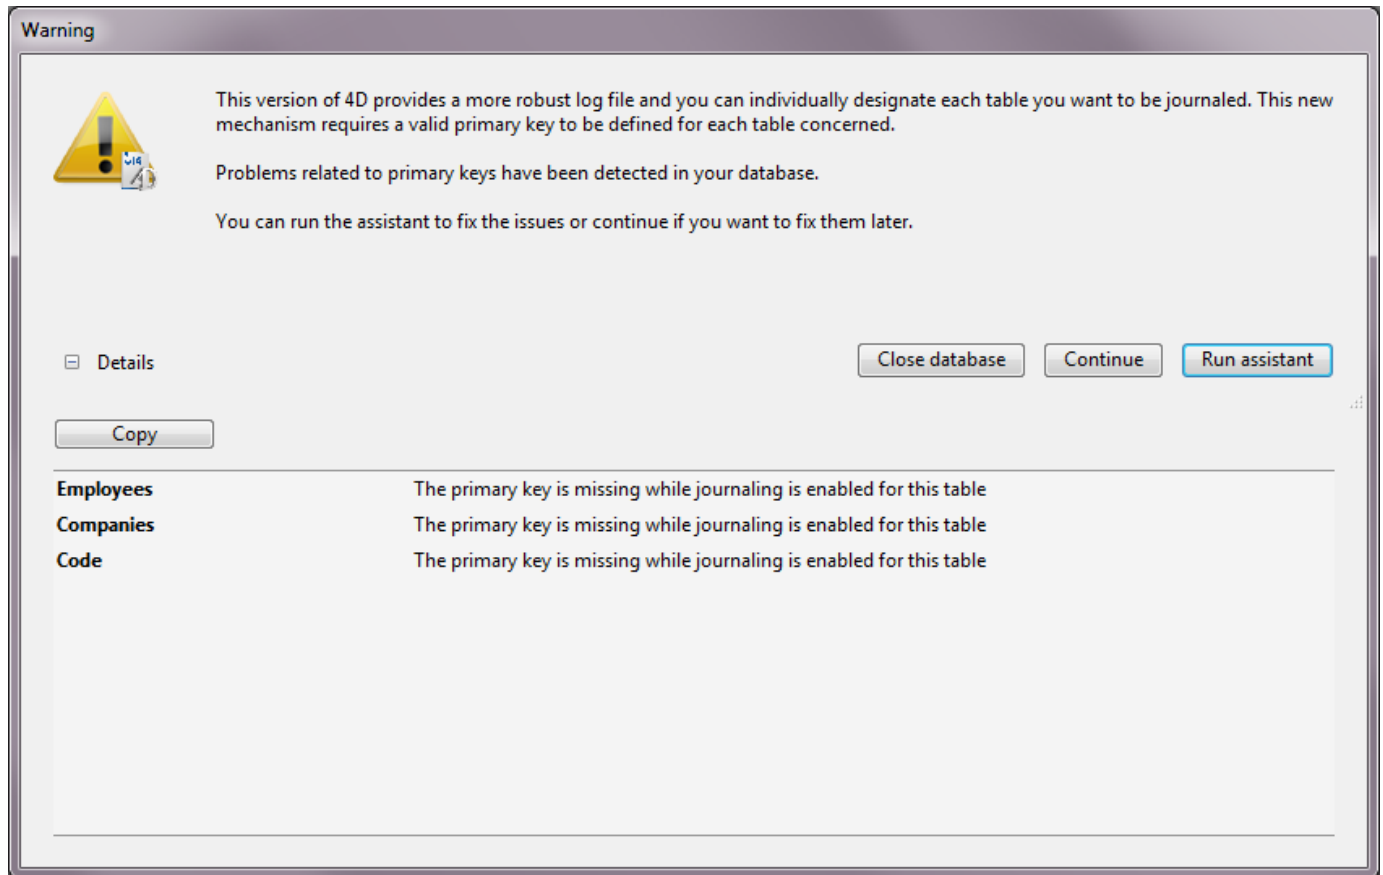 Warning
This version of 4D provides a more robust log file and you can individually designate each table you want to be journaled. This new
mechanism requires a valid primary key to be defined for each table concerned.
Problems related to primary keys have been detected in your database.
You can run the assistant to fix the issues or continue if you want to fix them later.
Details
Close database
Continue
Run assistant
Copy
Employees The primary key is missing while journaling is enabled for this table
Companies The primary key is missing while journaling is enabled for this table
Code The primary key is missing while journaling is enabled for this table